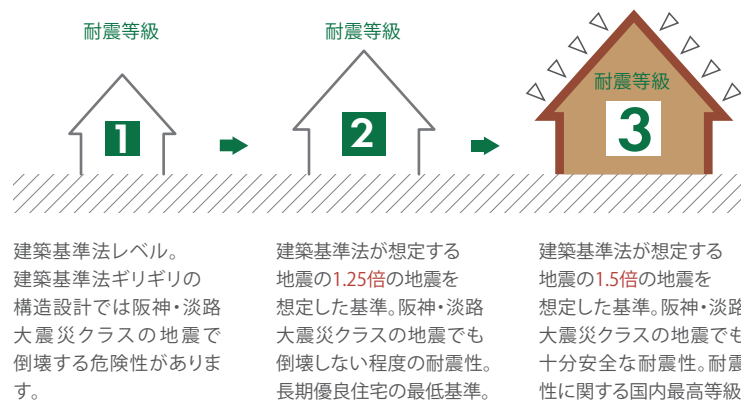 耐震等級
1
耐震等級
2
耐震等級
3
建築基準法レベル。
建築基準法ギリギリの
構造設計では阪神・淡路
大震災クラスの地震で
倒壊する危険性がありま
す。
建築基準法が想定する
地震の1.25倍の地震を
想定した基準。阪神・淡路
大震災クラスの地震でも
倒壊しない程度の耐震性。
長期優良住宅の最低基準。
建築基準法が想定する
地震の1.5倍の地震を
想定した基準。阪神・淡路
大震災クラスの地震でも
十分安全な耐震性。耐震
性に関する国内最高等級